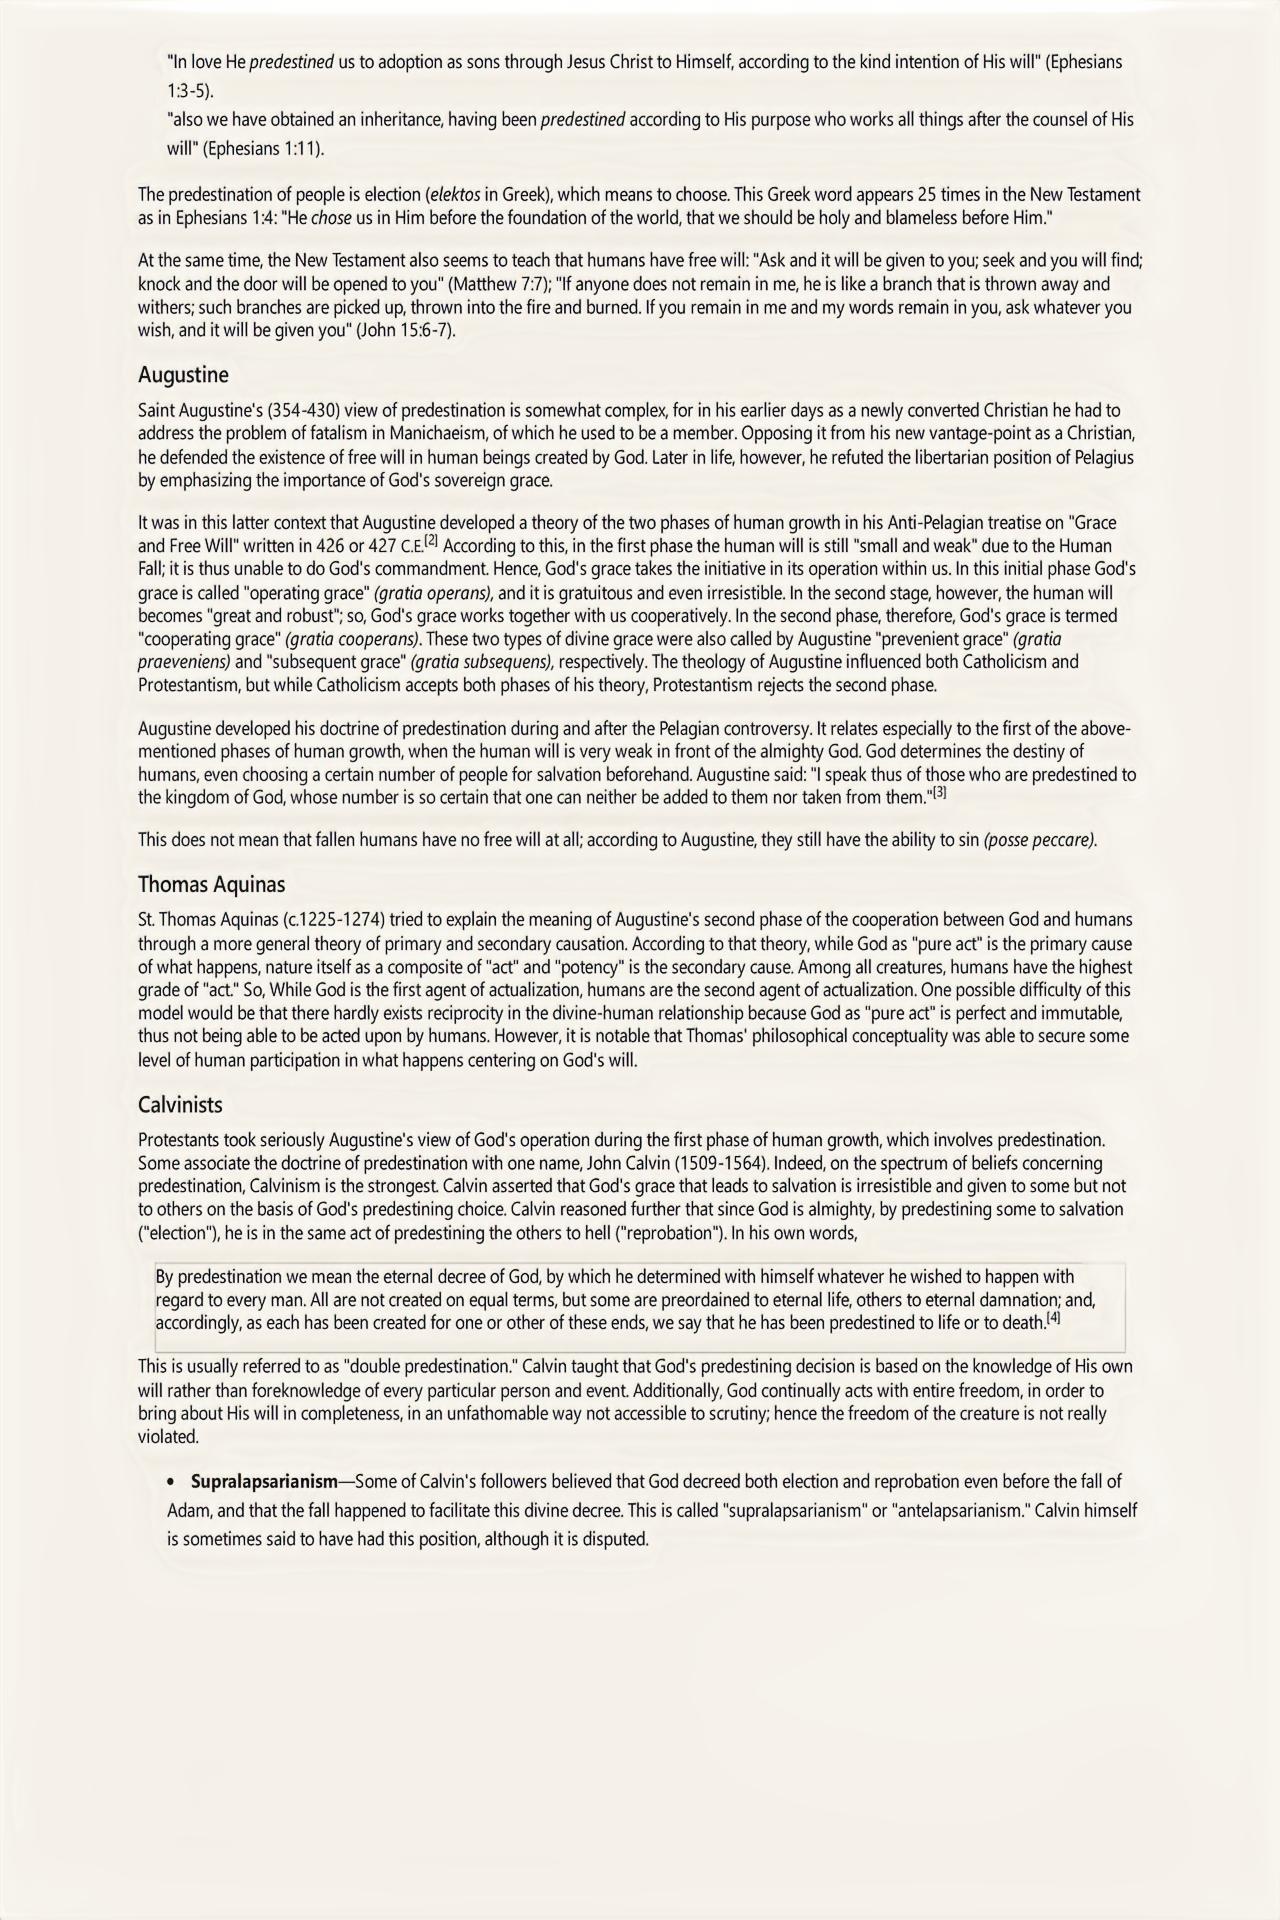 "In love He predestined us to adoption as sons through Jesus Christ to Himself, according to the kind intention of His will" (Ephesians
1:3-5).
"also we have obtained an inheritance, having been predestined according to His purpose who works all things after the counsel of His
will" (Ephesians 1:11).
The predestination of people is election (elektos in Greek), which means to choose. This Greek word appears 25 times in the New Testament
as in Ephesians 1:4: "He chose us in Him before the foundation of the world, that we should be holy and blameless before Him."
At the same time, the New Testament also seems to teach that humans have free will: "Ask and it will be given to you; seek and you will find;
knock and the door will be opened to you" (Matthew 7:7); "If anyone does not remain in me, he is like a branch that is thrown away and
withers; such branches are picked up, thrown into the fire and burned. If you remain in me and my words remain in you, ask whatever you
wish, and it will be given you" (John 15:6-7).
Augustine
Saint Augustine's (354-430) view of predestination is somewhat complex, for in his earlier days as a newly converted Christian he had to
address the problem of fatalism in Manichaeism, of which he used to be a member. Opposing it from his new vantage-point as a Christian,
he defended the existence of free will in human beings created by God. Later in life, however, he refuted the libertarian position of Pelagius
by emphasizing the importance of God's sovereign grace.
It was in this latter context that Augustine developed a theory of the two phases of human growth in his Anti-Pelagian treatise on "Grace
and Free Will" written in 426 or 427 C.E.[2] According to this, in the first phase the human will is still "small and weak" due to the Human
Fall; it is thus unable to do God's commandment. Hence, God's grace takes the initiative in its operation within us. In this initial phase God's
grace is called "operating grace" (gratia operans), and it is gratuitous and even irresistible. In the second stage, however, the human will
becomes "great and robust"; so, God's grace works together with us cooperatively. In the second phase, therefore, God's grace is termed
"cooperating grace" (gratia cooperans). These two types of divine grace were also called by Augustine "prevenient grace" (gratia
praeveniens) and "subsequent grace" (gratia subsequens), respectively. The theology of Augustine influenced both Catholicism and
Protestantism, but while Catholicism accepts both phases of his theory, Protestantism rejects the second phase.
Augustine developed his doctrine of predestination during and after the Pelagian controversy. It relates especially to the first of the above-
mentioned phases of human growth, when the human will is very weak in front of the almighty God. God determines the destiny of
humans, even choosing a certain number of people for salvation beforehand. Augustine said: "I speak thus of those who are predestined to
the kingdom of God, whose number is so certain that one can neither be added to them nor taken from them."[3]
This does not mean that fallen humans have no free will at all; according to Augustine, they still have the ability to sin (posse peccare).
Thomas Aquinas
St. Thomas Aquinas (c.1225-1274) tried to explain the meaning of Augustine's second phase of the cooperation between God and humans
through a more general theory of primary and secondary causation. According to that theory, while God as "pure act" is the primary cause
of what happens, nature itself as a composite of "act" and "potency" is the secondary cause. Among all creatures, humans have the highest
grade of "act." So, While God is the first agent of actualization, humans are the second agent of actualization. One possible difficulty of this
model would be that there hardly exists reciprocity in the divine-human relationship because God as "pure act" is perfect and immutable,
thus not being able to be acted upon by humans. However, it is notable that Thomas' philosophical conceptuality was able to secure some
level of human participation in what happens centering on God's will.
Calvinists
Protestants took seriously Augustine's view of God's operation during the first phase of human growth, which involves predestination.
Some associate the doctrine of predestination with one name, John Calvin (1509-1564). Indeed, on the spectrum of beliefs concerning
predestination, Calvinism is the strongest. Calvin asserted that God's grace that leads to salvation is irresistible and given to some but not
to others on the basis of God's predestining choice. Calvin reasoned further that since God is almighty, by predestining some to salvation
("election"), he is in the same act of predestining the others to hell ("reprobation"). In his own words,
By predestination we mean the eternal decree of God, by which he determined with himself whatever he wished to happen with
regard to every man. All are not created on equal terms, but some are preordained to eternal life, others to eternal damnation; and,
accordingly, as each has been created for one or other of these ends, we say that he has been predestined to life or to death.[4]
This is usually referred to as "double predestination." Calvin taught that God's predestining decision is based on the knowledge of His own
will rather than foreknowledge of every particular person and event. Additionally, God continually acts with entire freedom, in order to
bring about His will in completeness, in an unfathomable way not accessible to scrutiny; hence the freedom of the creature is not really
violated.
• Supralapsarianism—Some of Calvin's followers believed that God decreed both election and reprobation even before the fall of
Adam, and that the fall happened to facilitate this divine decree. This is called "supralapsarianism" or "antelapsarianism." Calvin himself
is sometimes said to have had this position, although it is disputed.